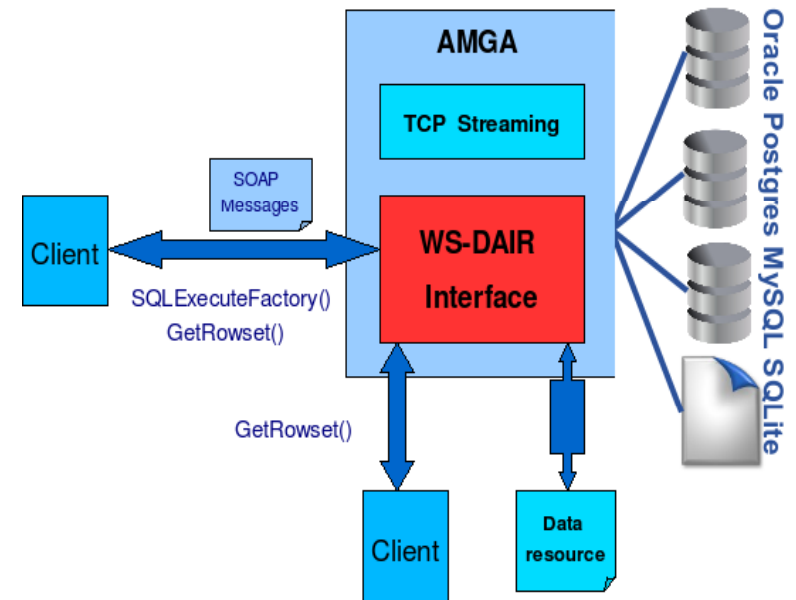 AMGA
TCP Streaming
SOAP
Messages
Client
WS-DAIR
Interface
SQLExecuteFactory()
GetRowset()
GetRowset()
Client
Data
resource
Oracle Postgres MySQL SQLite